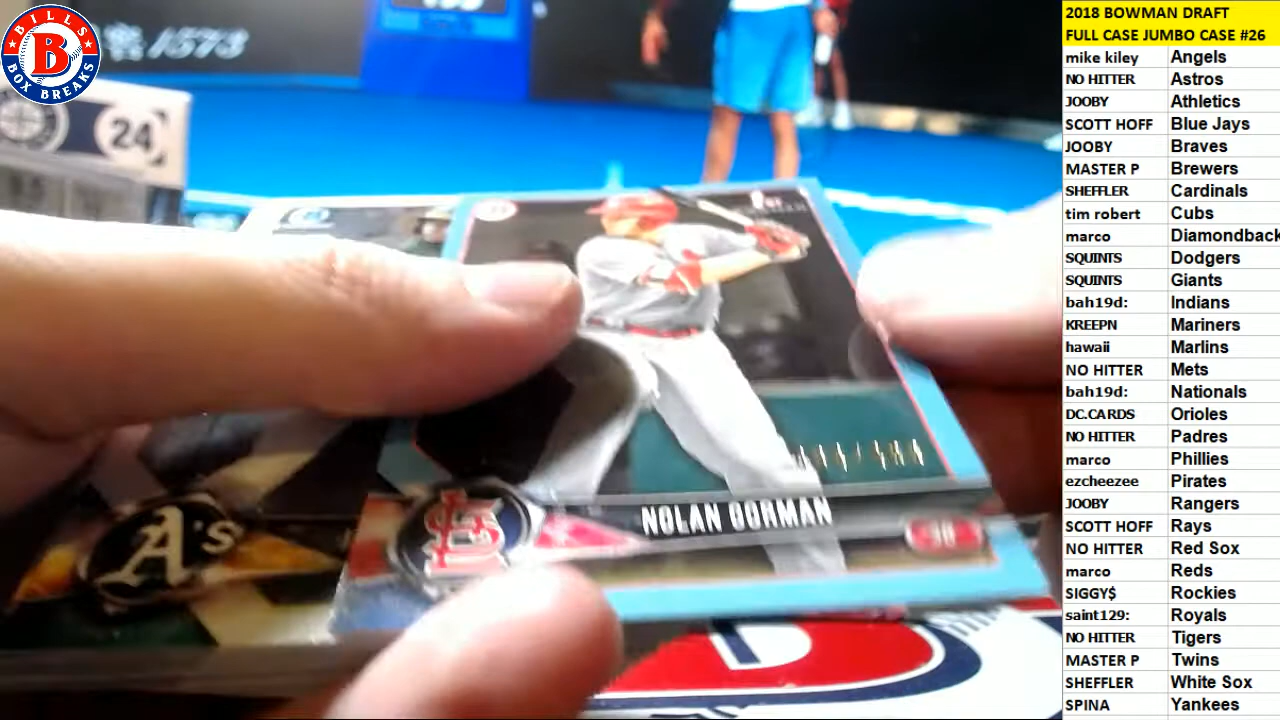 BILLS
B
BOX BREAKS
24
1ST
A's
NOLAN GORMAN
2018 BOWMAN DRAFT
FULL CASE JUMBO CASE #26
mike kiley Angels
NO HITTER Astros
JOOBY Athletics
SCOTT HOFF Blue Jays
JOOBY Braves
MASTER P Brewers
SHEFFLER Cardinals
tim robert Cubs
marco Diamondback
SQUINTS Dodgers
SQUINTS Giants
bah19d: Indians
KREEPN Mariners
hawaii Marlins
NO HITTER Mets
bah19d: Nationals
DC.CARDS Orioles
NO HITTER Padres
marco Phillies
ezcheezee Pirates
JOOBY Rangers
SCOTT HOFF Rays
NO HITTER Red Sox
marco Reds
SIGGY$ Rockies
saint129: Royals
NO HITTER Tigers
MASTER P Twins
SHEFFLER White Sox
SPINA Yankees